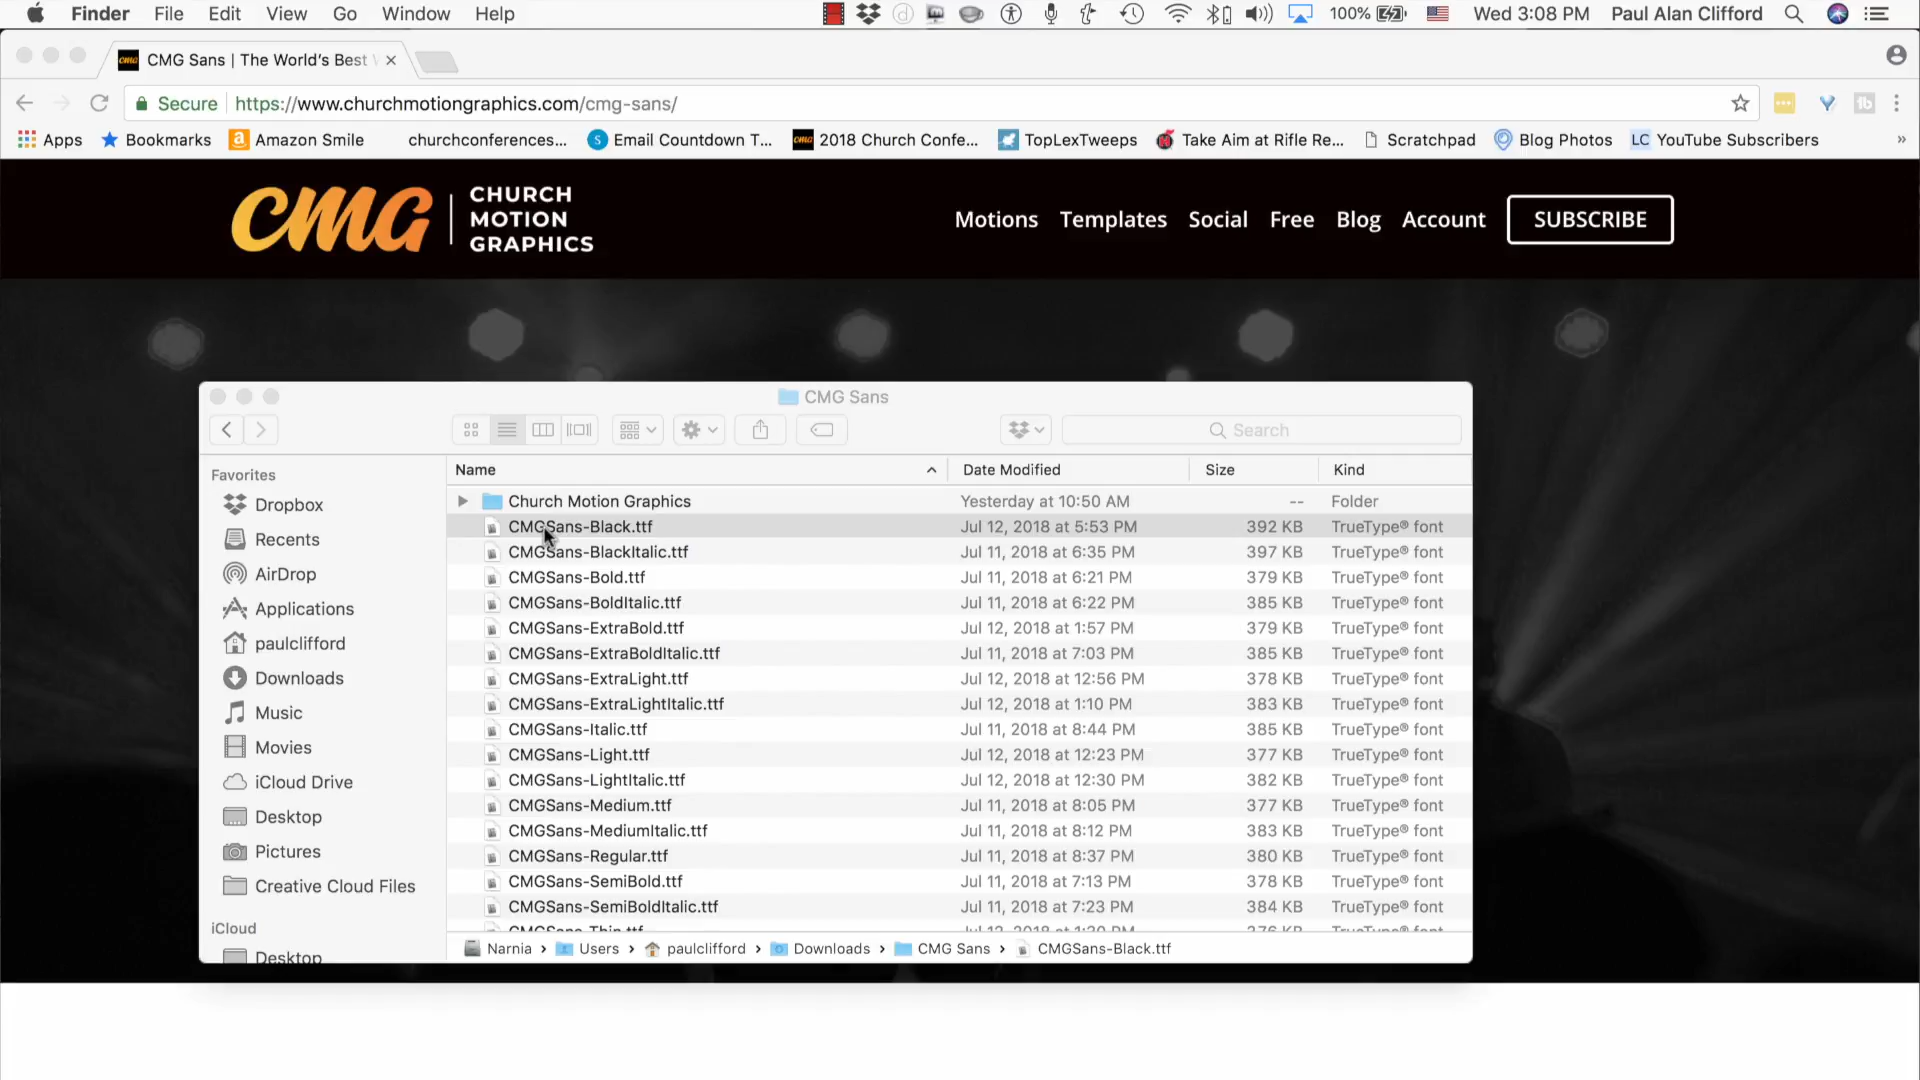 Finder File Edit View Go Window Help 100% Wed 3:08 PM Paul Alan Clifford
cmg CMG Sans | The World's Best
Secure https://www.churchmotiongraphics.com/cmg-sans/
Apps Bookmarks Amazon Smile churchconferences... Email Countdown T... 2018 Church Confe... TopLexTweeps Take Aim at Rifle Re... Scratchpad Blog Photos LC YouTube Subscribers »
CMG
CHURCH
MOTION
GRAPHICS
Motions Templates Social Free Blog Account SUBSCRIBE
CMG Sans
Search
Favorites
Dropbox
Recents
AirDrop
Applications
paulclifford
Downloads
Music
Movies
iCloud Drive
Desktop
Pictures
Creative Cloud Files
iCloud
Desktop
Name Date Modified Size Kind
Church Motion Graphics Yesterday at 10:50 AM -- Folder
CMGSans-Black.ttf Jul 12, 2018 at 5:53 PM 392 KB TrueType® font
CMGSans-BlackItalic.ttf Jul 11, 2018 at 6:35 PM 397 KB TrueType® font
CMGSans-Bold.ttf Jul 11, 2018 at 6:21 PM 379 KB TrueType® font
CMGSans-BoldItalic.ttf Jul 11, 2018 at 6:22 PM 385 KB TrueType® font
CMGSans-ExtraBold.ttf Jul 12, 2018 at 1:57 PM 379 KB TrueType® font
CMGSans-ExtraBoldItalic.ttf Jul 11, 2018 at 7:03 PM 385 KB TrueType® font
CMGSans-ExtraLight.ttf Jul 12, 2018 at 12:56 PM 378 KB TrueType® font
CMGSans-ExtraLightItalic.ttf Jul 12, 2018 at 1:10 PM 383 KB TrueType® font
CMGSans-Italic.ttf Jul 11, 2018 at 8:44 PM 385 KB TrueType® font
CMGSans-Light.ttf Jul 12, 2018 at 12:23 PM 377 KB TrueType® font
CMGSans-LightItalic.ttf Jul 12, 2018 at 12:30 PM 382 KB TrueType® font
CMGSans-Medium.ttf Jul 11, 2018 at 8:05 PM 377 KB TrueType® font
CMGSans-MediumItalic.ttf Jul 11, 2018 at 8:12 PM 383 KB TrueType® font
CMGSans-Regular.ttf Jul 11, 2018 at 8:37 PM 380 KB TrueType® font
CMGSans-SemiBold.ttf Jul 11, 2018 at 7:13 PM 378 KB TrueType® font
CMGSans-SemiBoldItalic.ttf Jul 11, 2018 at 7:23 PM 384 KB TrueType® font
CMGSans-Thin.ttf Jul 12, 2018 at 1:30 PM 376 KB TrueType® font
Narnia › Users › paulclifford › Downloads › CMG Sans › CMGSans-Black.ttf